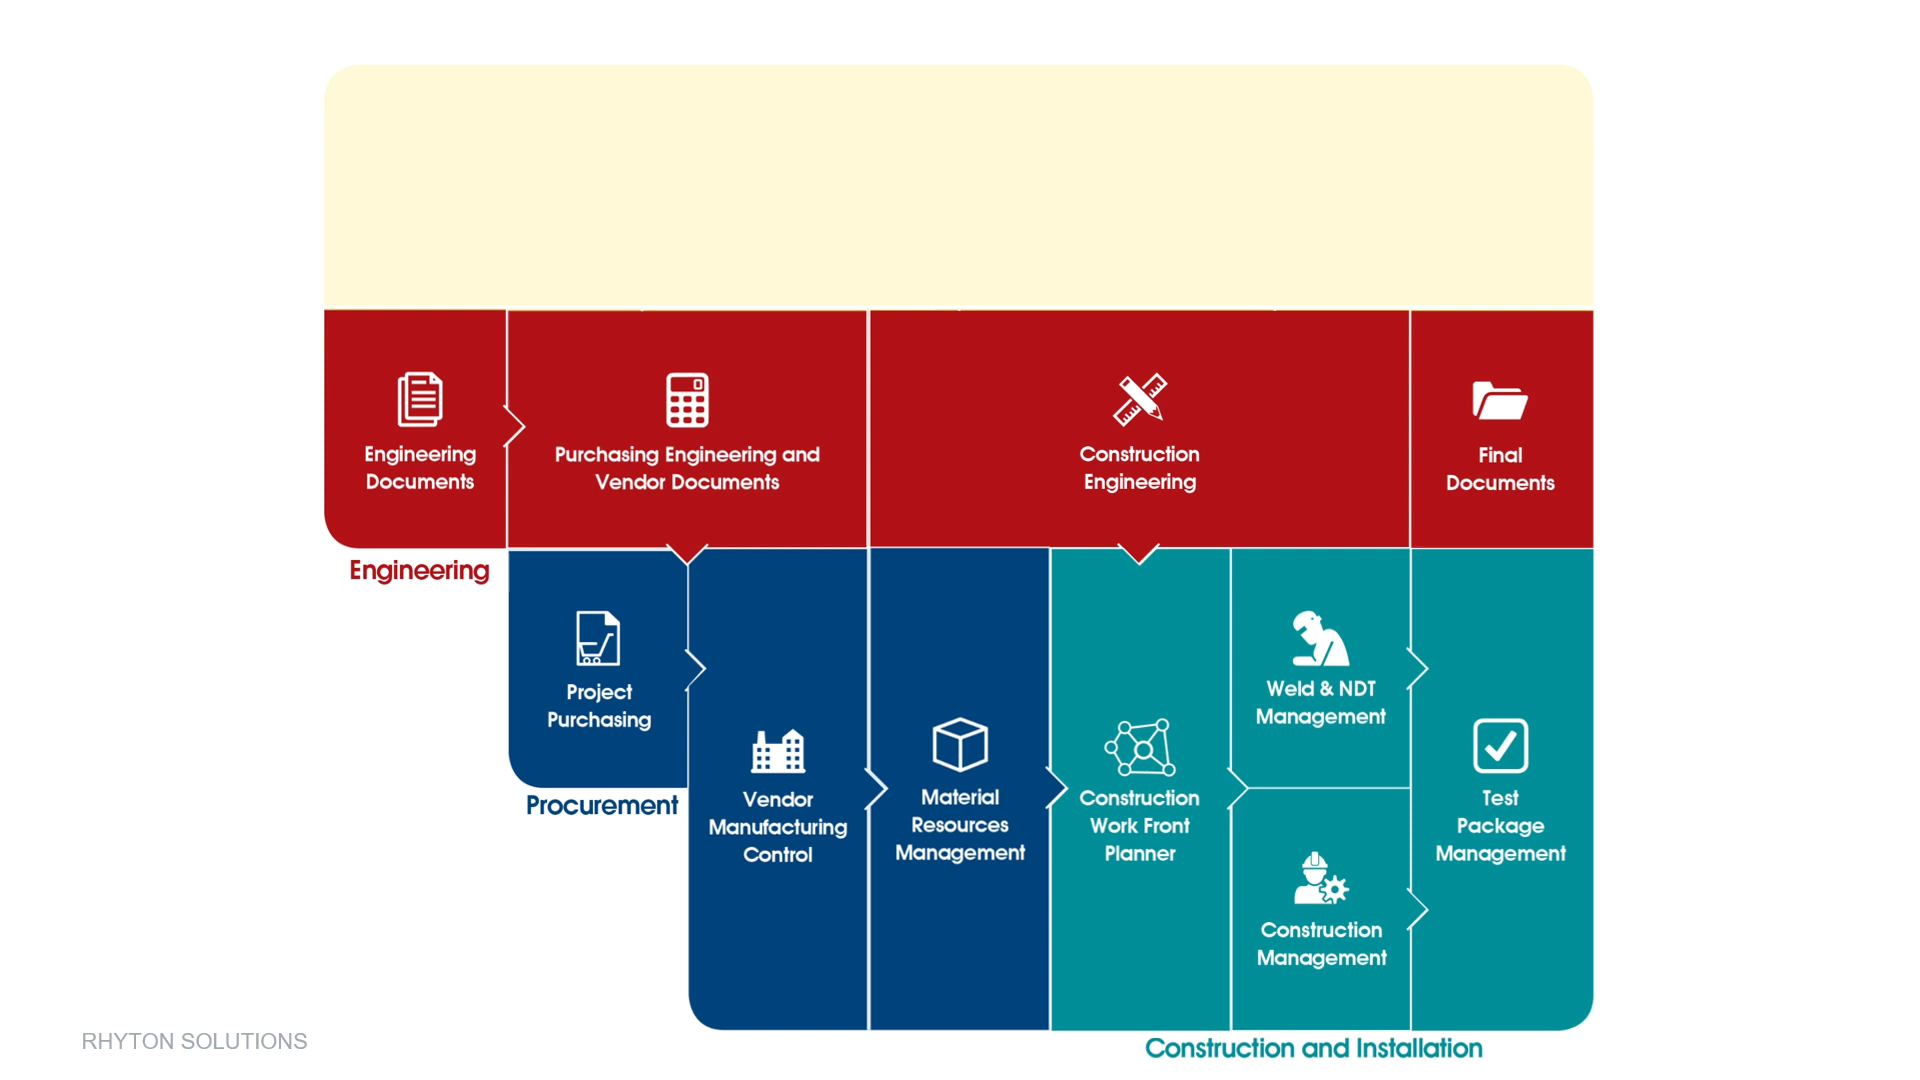 Engineering
Documents
Purchasing Engineering and
Vendor Documents
Construction
Engineering
Final
Documents
Engineering
Project
Purchasing
Procurement
Vendor
Manufacturing
Control
Material
Resources
Management
Construction
Work Front
Planner
Weld & NDT
Management
Construction
Management
Test
Package
Management
Construction and Installation
RHYTON SOLUTIONS